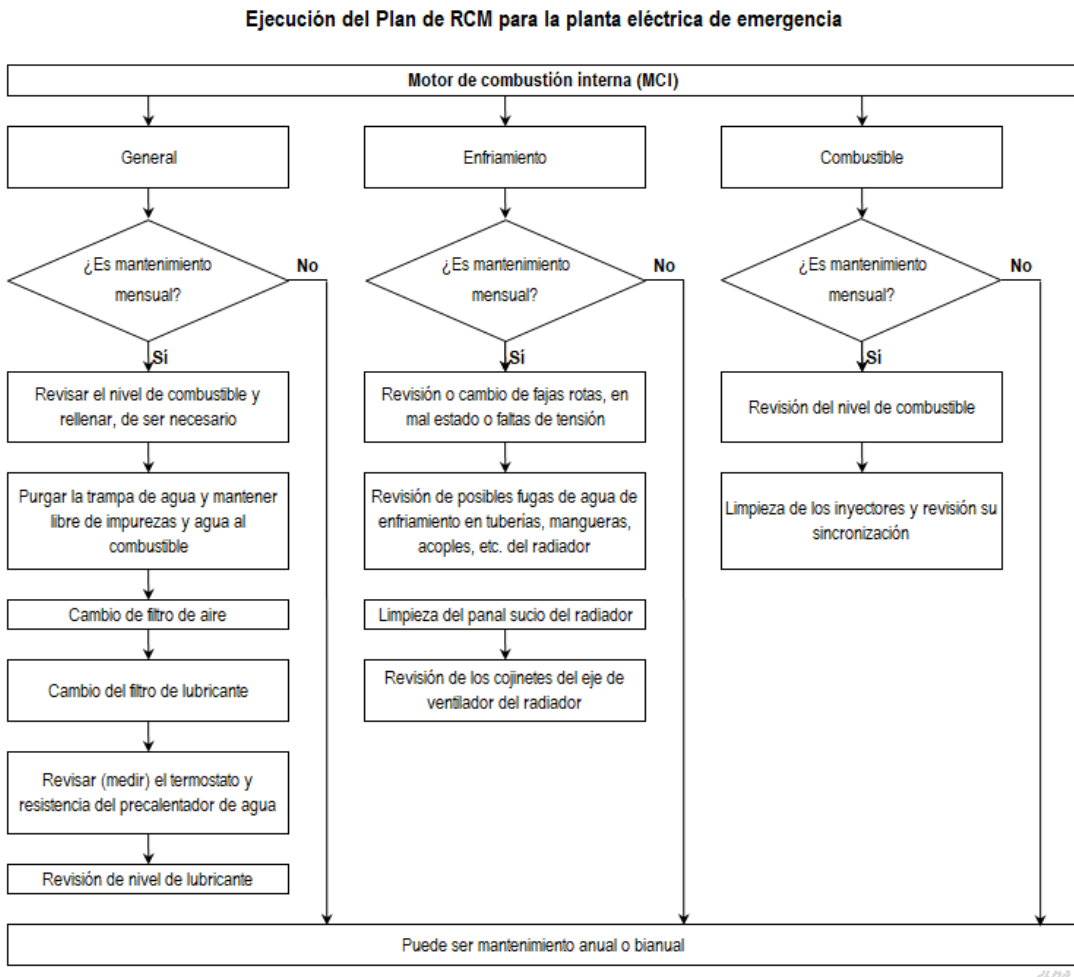 Ejecución del Plan de RCM para la planta eléctrica de emergencia
Motor de combustión interna (MCI)
General
¿Es mantenimiento
mensual?
No
Sí
Revisar el nivel de combustible y
rellenar, de ser necesario
Purgar la trampa de agua y mantener
libre de impurezas y agua al
combustible
Cambio de filtro de aire
Cambio del filtro de lubricante
Revisar (medir) el termostato y
resistencia del precalentador de agua
Revisión de nivel de lubricante
Enfriamiento
¿Es mantenimiento
mensual?
No
Sí
Revisión o cambio de fajas rotas, en
mal estado o faltas de tensión
Revisión de posibles fugas de agua de
enfriamiento en tuberías, mangueras,
acoples, etc. del radiador
Limpieza del panal sucio del radiador
Revisión de los cojinetes del eje de
ventilador del radiador
Combustible
¿Es mantenimiento
mensual?
No
Sí
Revisión del nivel de combustible
Limpieza de los inyectores y revisión su
sincronización
Puede ser mantenimiento anual o bianual